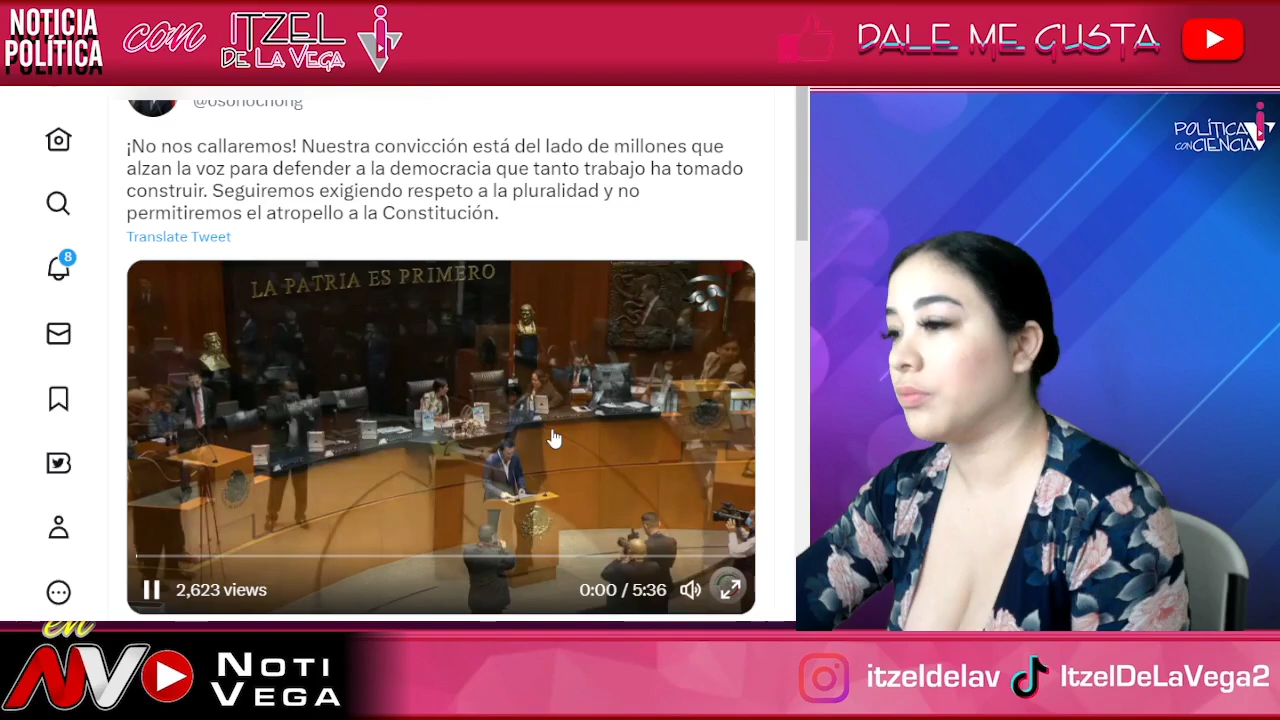 NOTICIA
POLÍTICA
con
ITZEL
DE LA VEGA
DALE ME GUSTA
@osoriochong
¡No nos callaremos! Nuestra convicción está del lado de millones que
alzan la voz para defender a la democracia que tanto trabajo ha tomado
construir. Seguiremos exigiendo respeto a la pluralidad y no
permitiremos el atropello a la Constitución.
Translate Tweet
8
LA PATRIA ES PRIMERO
2,623 views
0:00 / 5:36
POLÍTICA
CON CIENCIA
en
NV
NOTI
VEGA
itzeldelav
ItzelDeLaVega2